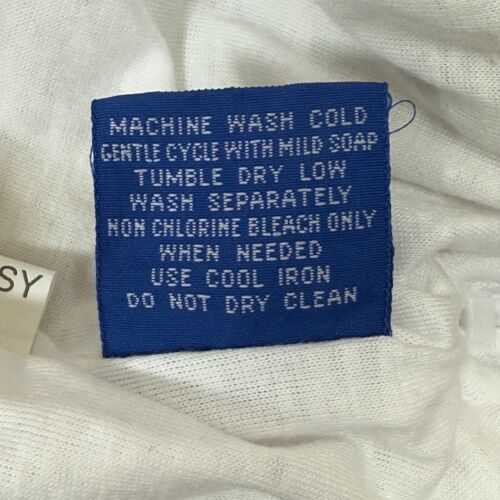 MACHINE WASH COLD
GENTLE CYCLE WITH MILD SOAP
TUMBLE DRY LOW
WASH SEPARATELY
NON CHLORINE BLEACH ONLY
WHEN NEEDED
USE COOL IRON
DO NOT DRY CLEAN
SY